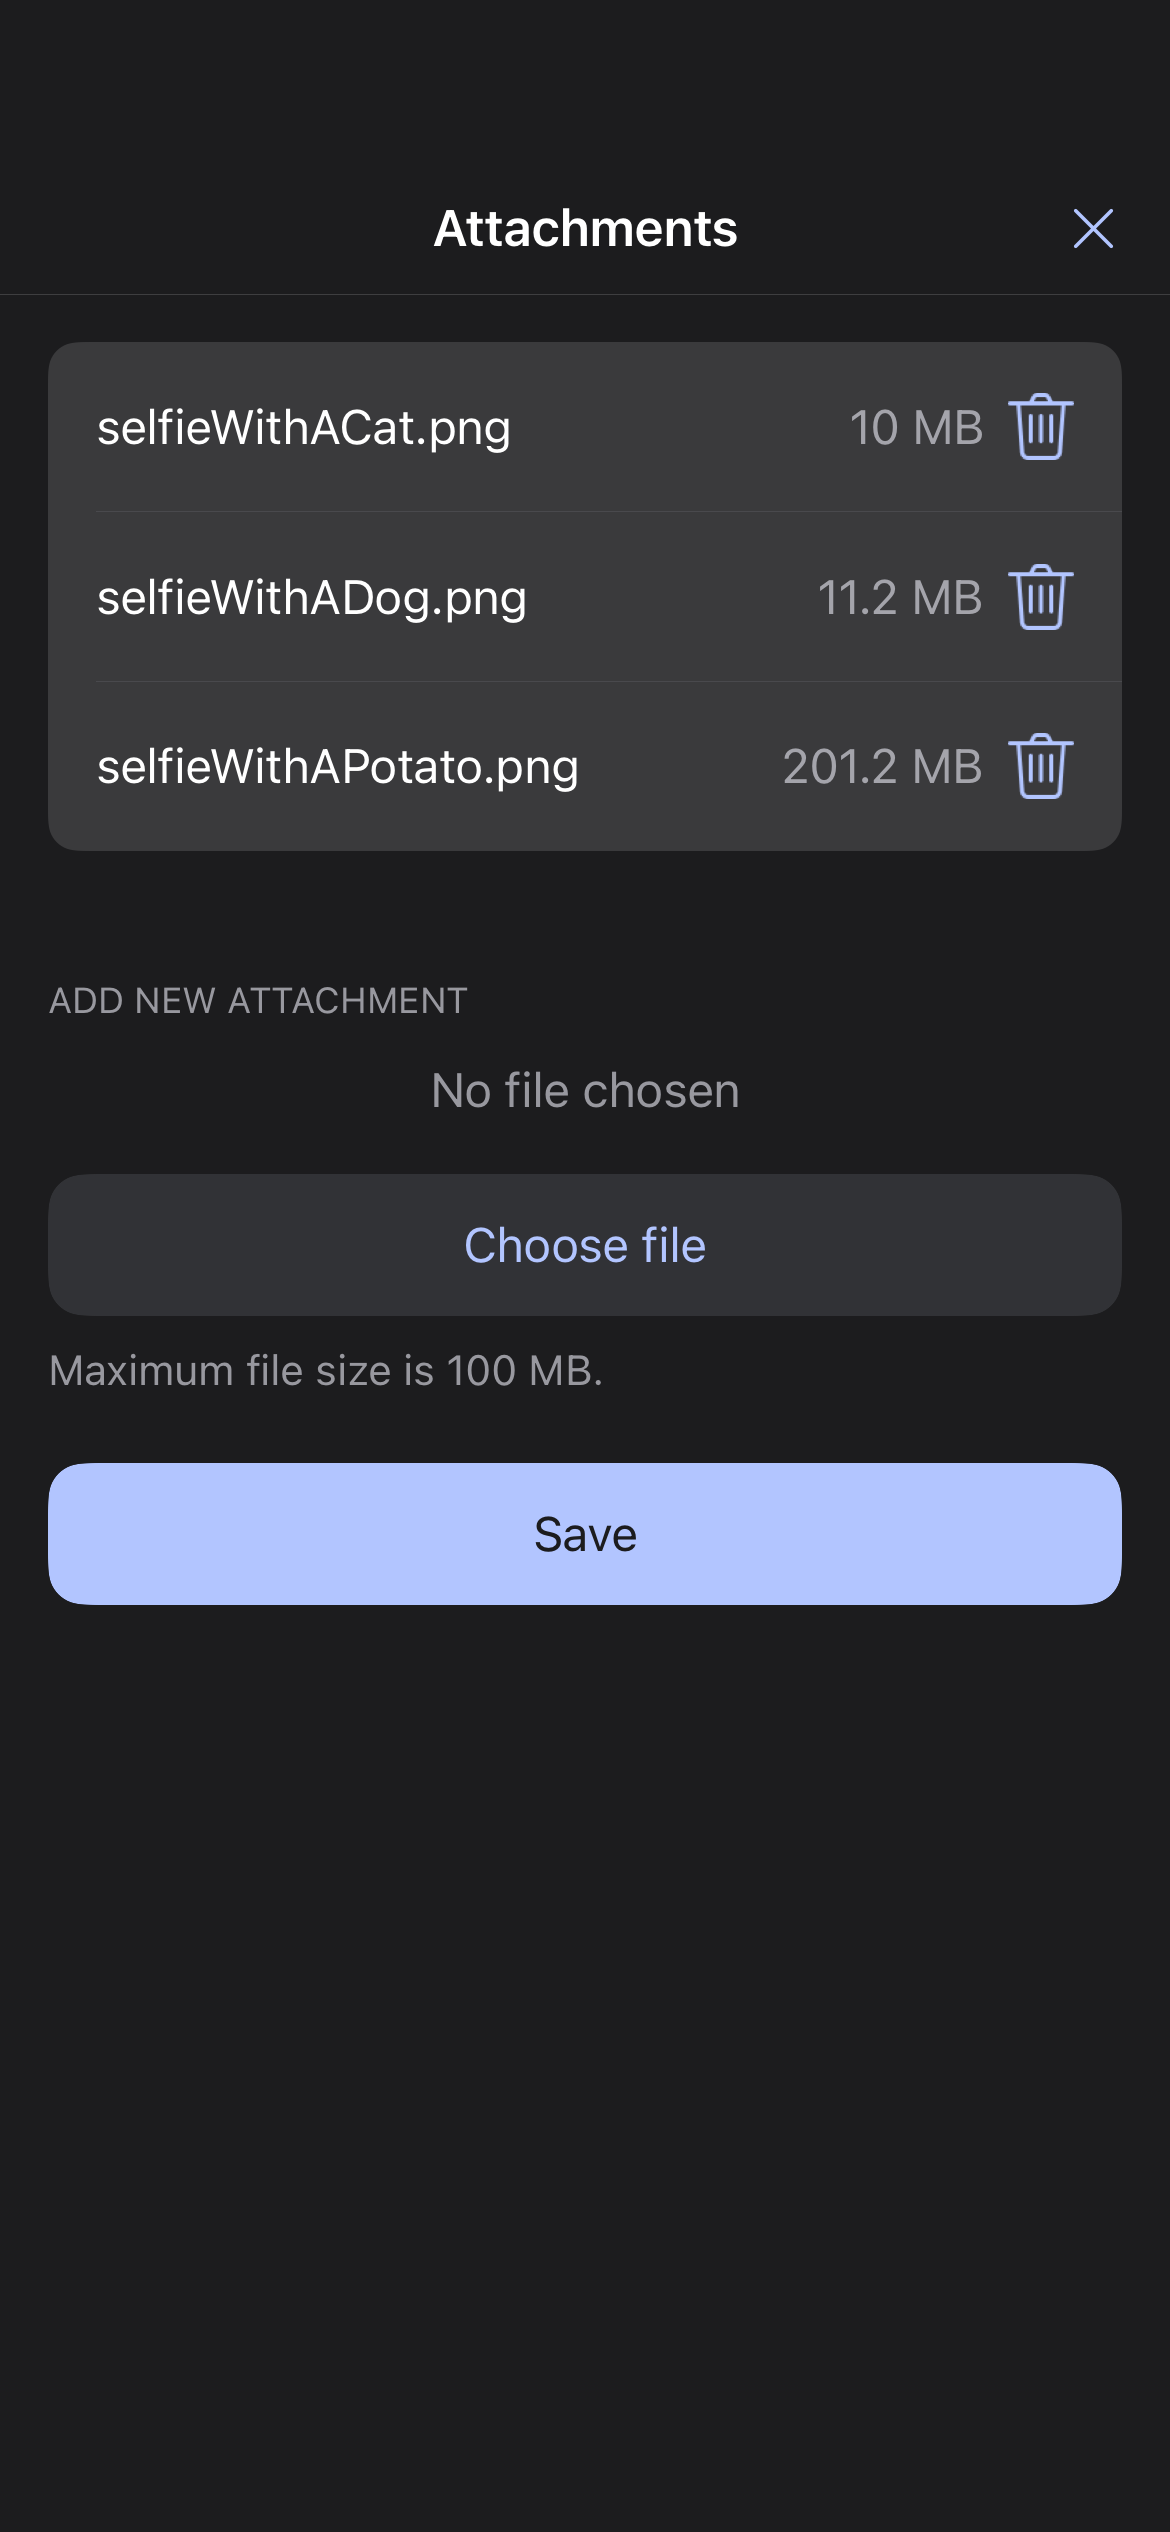 Attachments
selfieWithACat.png 10 MB
selfieWithADog.png 11.2 MB
selfieWithAPotato.png 201.2 MB
ADD NEW ATTACHMENT
No file chosen
Choose file
Maximum file size is 100 MB.
Save